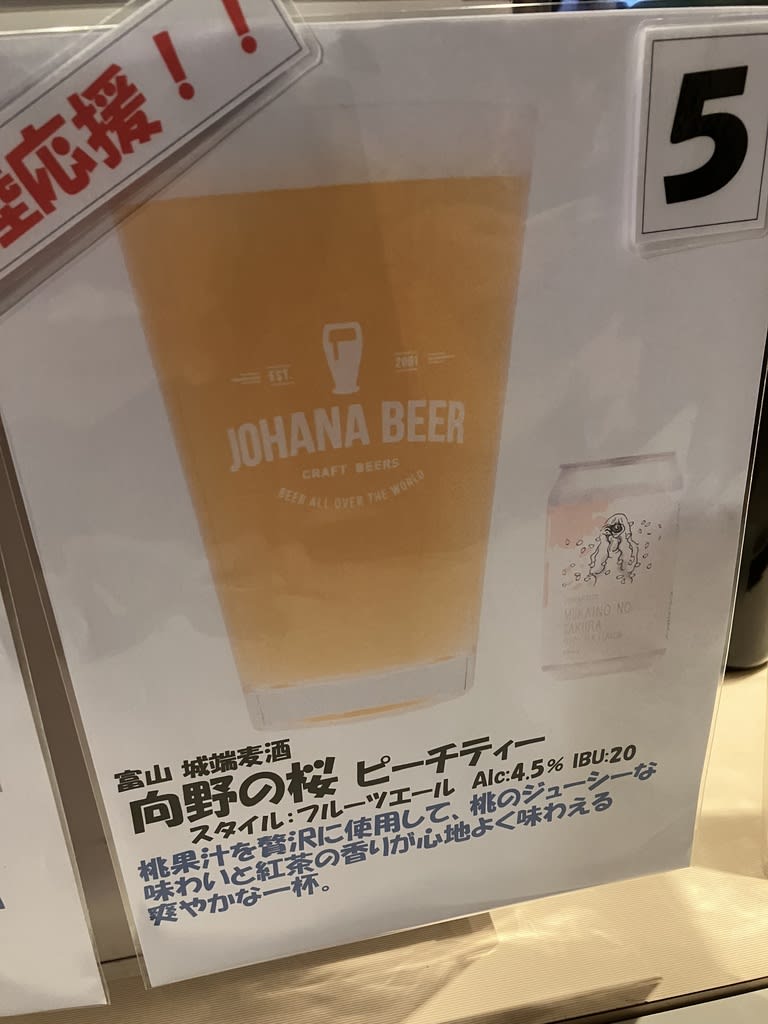 応援!!
5
EST. 2001
JOHANA BEER
CRAFT BEERS
BEER ALL OVER THE WORLD
MUKAINO NO
SAKURA
富山 城端麦酒
向野の桜 ピーチティー
スタイル:フルーツエール Alc:4.5% IBU:20
桃果汁を贅沢に使用して、桃のジューシーな
味わいと紅茶の香りが心地よく味わえる
爽やかな一杯。